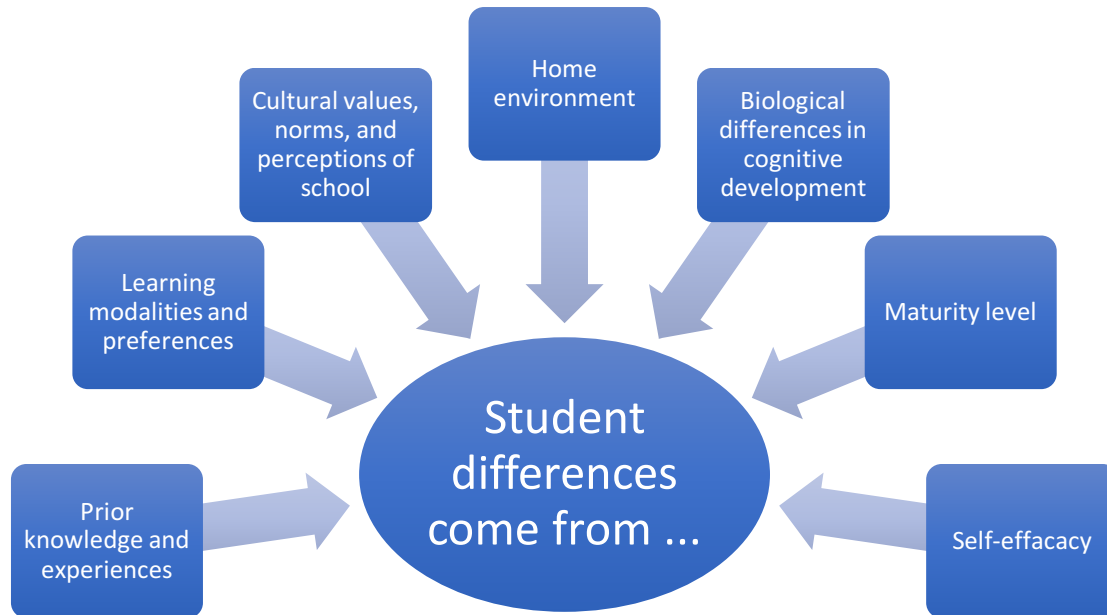 Home
environment
Cultural values,
norms, and
perceptions of
school
Biological
differences in
cognitive
development
Learning
modalities and
preferences
Maturity level
Student
differences
come from ...
Prior
knowledge and
experiences
Self-effacacy